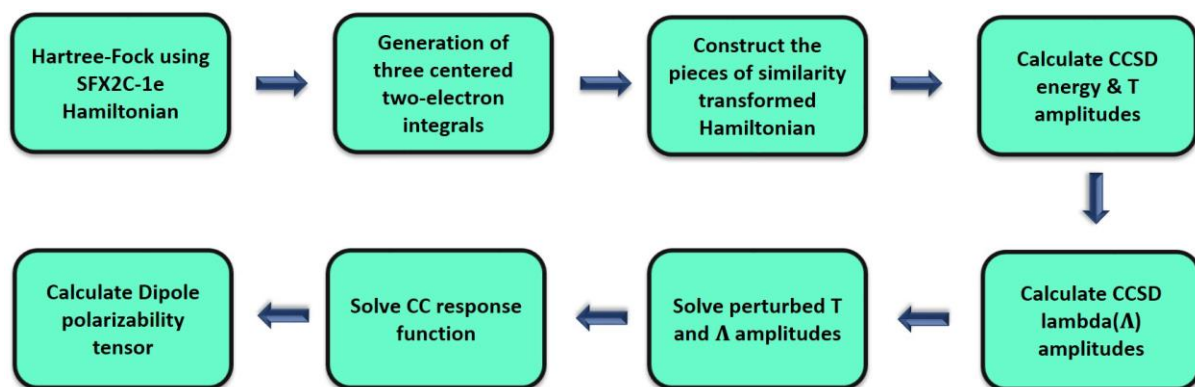 Hartree-Fock using
SFX2C-1e
Hamiltonian
Generation of
three centered
two-electron
integrals
Construct the
pieces of similarity
transformed
Hamiltonian
Calculate CCSD
energy & T
amplitudes
Calculate CCSD
lambda(Λ)
amplitudes
Solve perturbed T
and Λ amplitudes
Solve CC response
function
Calculate Dipole
polarizability
tensor